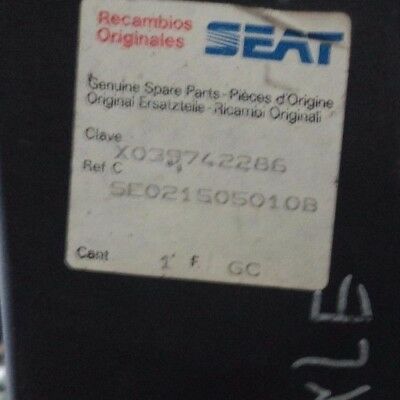 Recambios
Originales
SEAT
Genuine Spare Parts-Pièces d'Origine
Original Ersatzteile-Ricambi Originali
Clave
X039742286
Ref C
SE021505010B
Cant
1 F GC